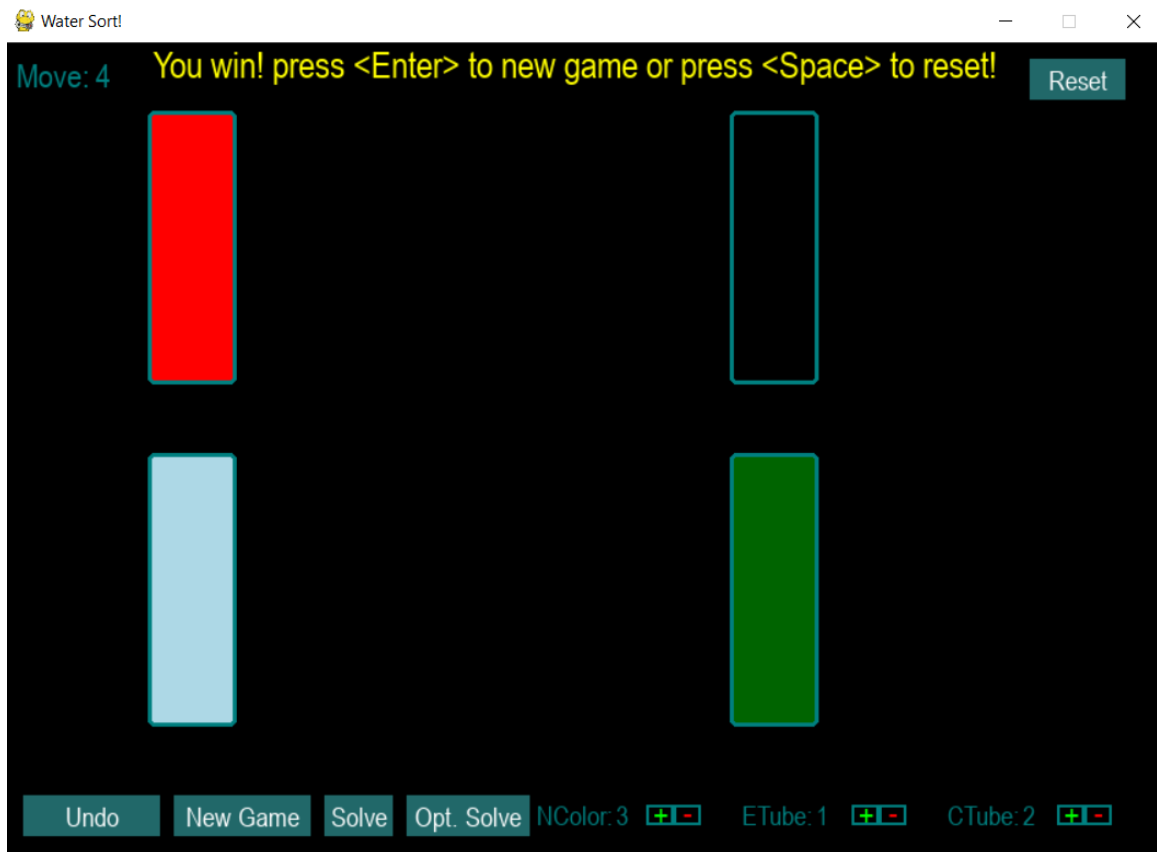 Water Sort!
Move: 4
You win! press <Enter> to new game or press <Space> to reset!
Reset
Undo
New Game
Solve
Opt. Solve
NColor: 3
+ -
ETube: 1
+ -
CTube: 2
+ -